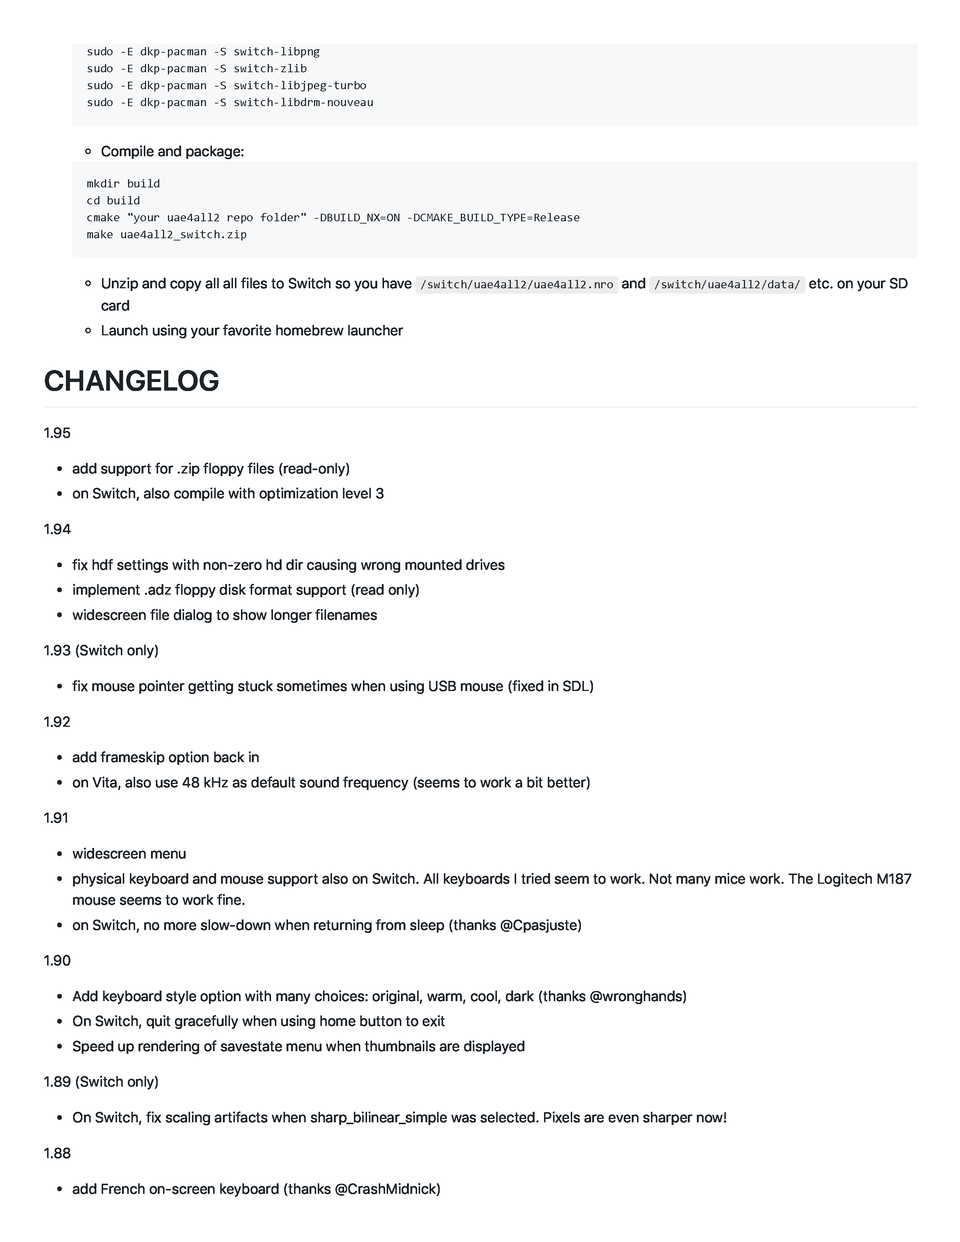 sudo -E dkp-pacman -S switch-libpng
sudo -E dkp-pacman -S switch-zlib
sudo -E dkp-pacman -S switch-libjpeg-turbo
sudo -E dkp-pacman -S switch-libdrm-nouveau
Compile and package:
mkdir build
cd build
cmake "your uae4all2 repo folder" -DBUILD_NX=ON -DCMAKE_BUILD_TYPE=Release
make uae4all2_switch.zip
Unzip and copy all all files to Switch so you have /switch/uae4all2/uae4all2.nro and /switch/uae4all2/data/ etc. on your SD
card
Launch using your favorite homebrew launcher
CHANGELOG
1.95
add support for .zip floppy files (read-only)
on Switch, also compile with optimization level 3
1.94
fix hdf settings with non-zero hd dir causing wrong mounted drives
implement .adz floppy disk format support (read only)
widescreen file dialog to show longer filenames
1.93 (Switch only)
fix mouse pointer getting stuck sometimes when using USB mouse (fixed in SDL)
1.92
add frameskip option back in
on Vita, also use 48 kHz as default sound frequency (seems to work a bit better)
1.91
widescreen menu
physical keyboard and mouse support also on Switch. All keyboards I tried seem to work. Not many mice work. The Logitech M187
mouse seems to work fine.
on Switch, no more slow-down when returning from sleep (thanks @Cpasjuste)
1.90
Add keyboard style option with many choices: original, warm, cool, dark (thanks @wronghands)
On Switch, quit gracefully when using home button to exit
Speed up rendering of savestate menu when thumbnails are displayed
1.89 (Switch only)
On Switch, fix scaling artifacts when sharp_bilinear_simple was selected. Pixels are even sharper now!
1.88
add French on-screen keyboard (thanks @CrashMidnick)